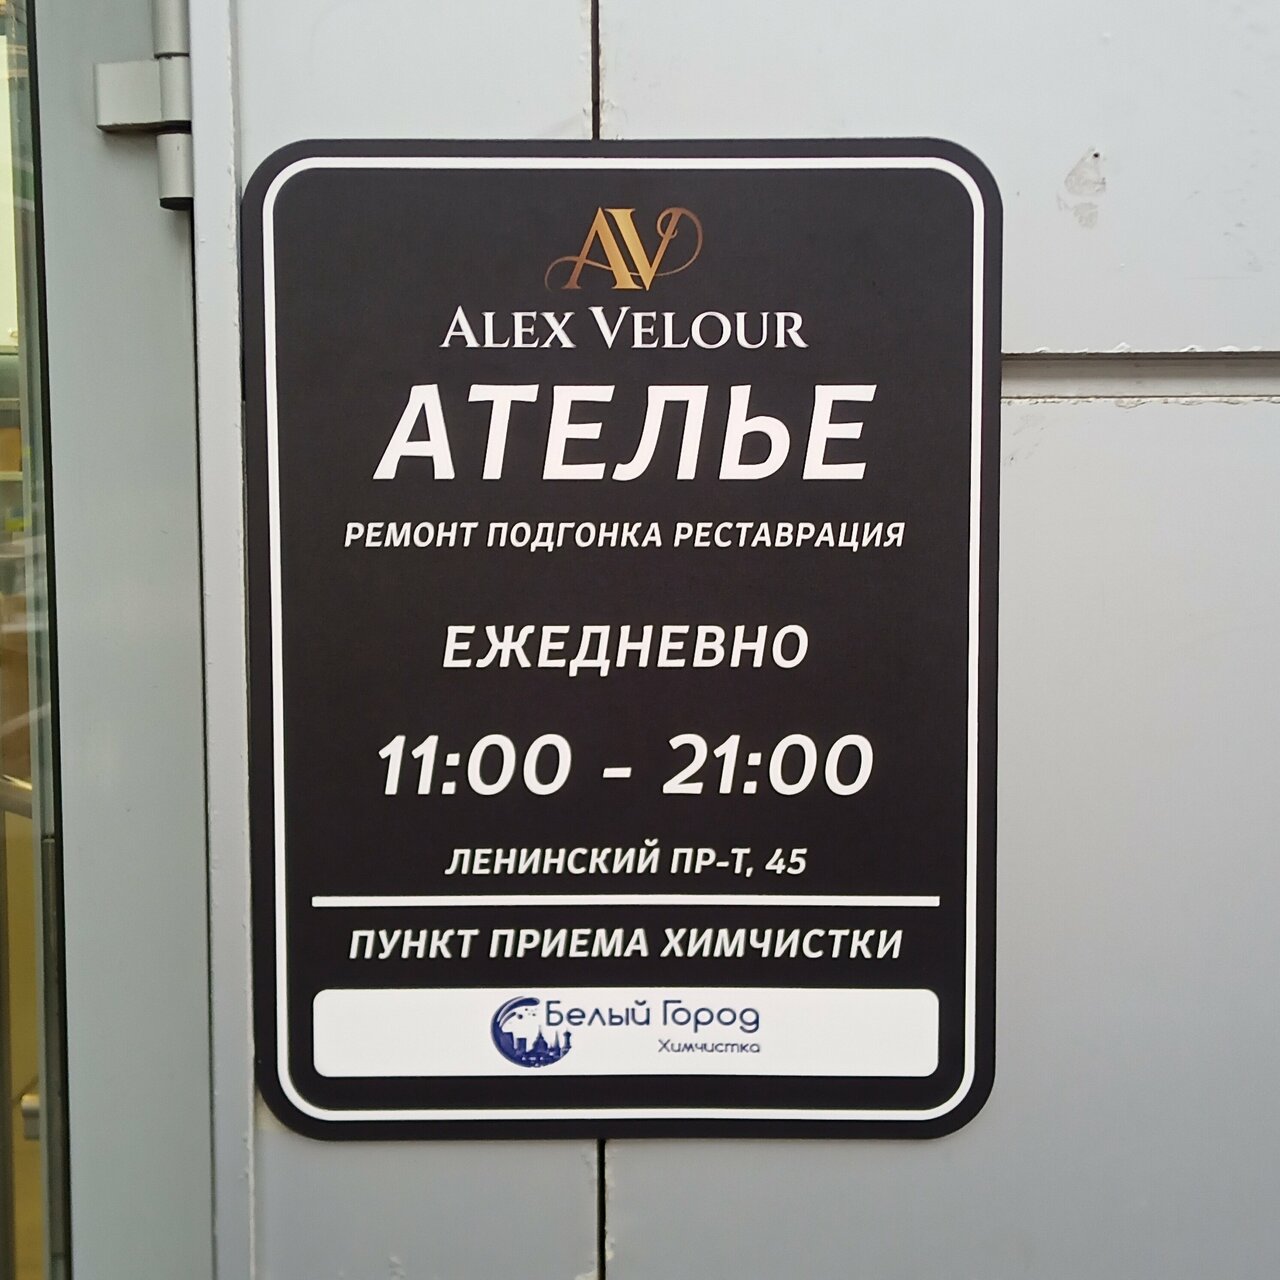 AV
ALEX VELOUR
АТЕЛЬЕ
РЕМОНТ ПОДГОНКА РЕСТАВРАЦИЯ
ЕЖЕДНЕВНО
11:00 - 21:00
ЛЕНИНСКИЙ ПР-Т, 45
ПУНКТ ПРИЕМА ХИМЧИСТКИ
Белый Город
Химчистка